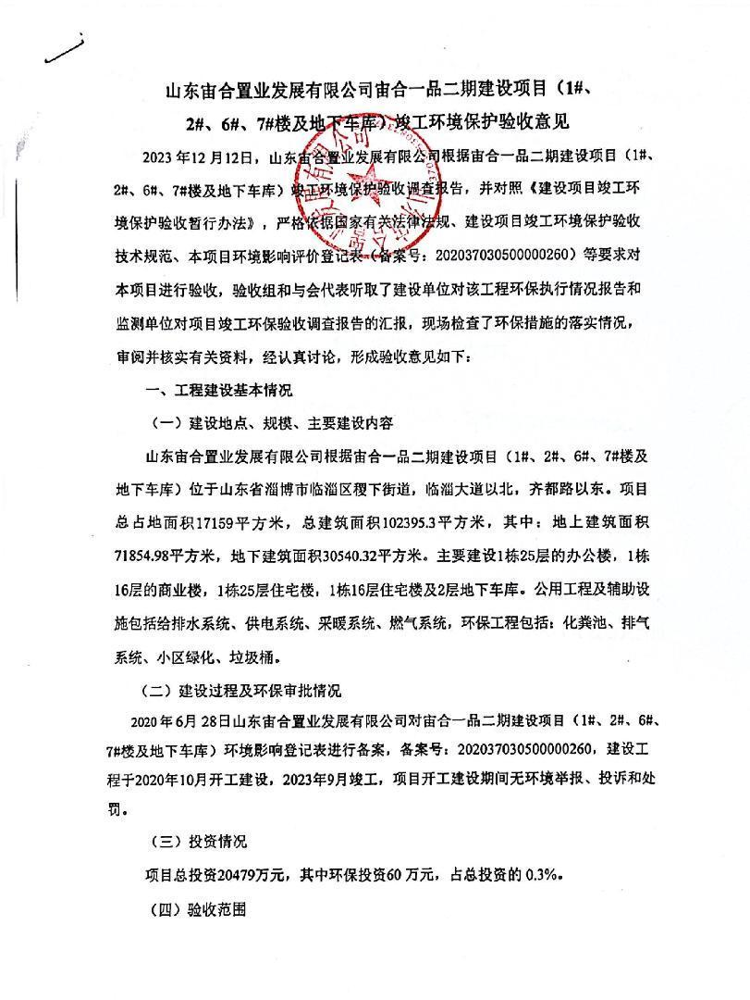 山东宙合置业发展有限公司宙合一品二期建设项目（1#、
2#、6#、7#楼及地下车库）竣工环境保护验收意见
2023年12月12日，山东宙合置业发展有限公司根据宙合一品二期建设项目（1#、
2#、6#、7#楼及地下车库）竣工环境保护验收调查报告，并对照《建设项目竣工环
境保护验收暂行办法》，严格依据国家有关法律法规、建设项目竣工环境保护验收
技术规范、本项目环境影响评价登记表（备案号：202037030500000260）等要求对
本项目进行验收，验收组和与会代表听取了建设单位对该工程环保执行情况报告和
监测单位对项目竣工环保验收调查报告的汇报，现场检查了环保措施的落实情况，
审阅并核实有关资料，经认真讨论，形成验收意见如下：
一、工程建设基本情况
（一）建设地点、规模、主要建设内容
山东宙合置业发展有限公司根据宙合一品二期建设项目（1#、2#、6#、7#楼及
地下车库）位于山东省淄博市临淄区稷下街道，临淄大道以北，齐都路以东。项目
总占地面积17159平方米，总建筑面积102395.3平方米，其中：地上建筑面积
71854.98平方米，地下建筑面积30540.32平方米。主要建设1栋25层的办公楼，1栋
16层的商业楼，1栋25层住宅楼，1栋16层住宅楼及2层地下车库。公用工程及辅助设
施包括给排水系统、供电系统、采暖系统、燃气系统，环保工程包括：化粪池、排气
系统、小区绿化、垃圾桶。
（二）建设过程及环保审批情况
2020年6月28日山东宙合置业发展有限公司对宙合一品二期建设项目（1#、2#、6#、
7#楼及地下车库）环境影响登记表进行备案，备案号：202037030500000260，建设工
程于2020年10月开工建设，2023年9月竣工，项目开工建设期间无环境举报、投诉和处
罚。
（三）投资情况
项目总投资20479万元，其中环保投资60万元，占总投资的 0.3%。
（四）验收范围